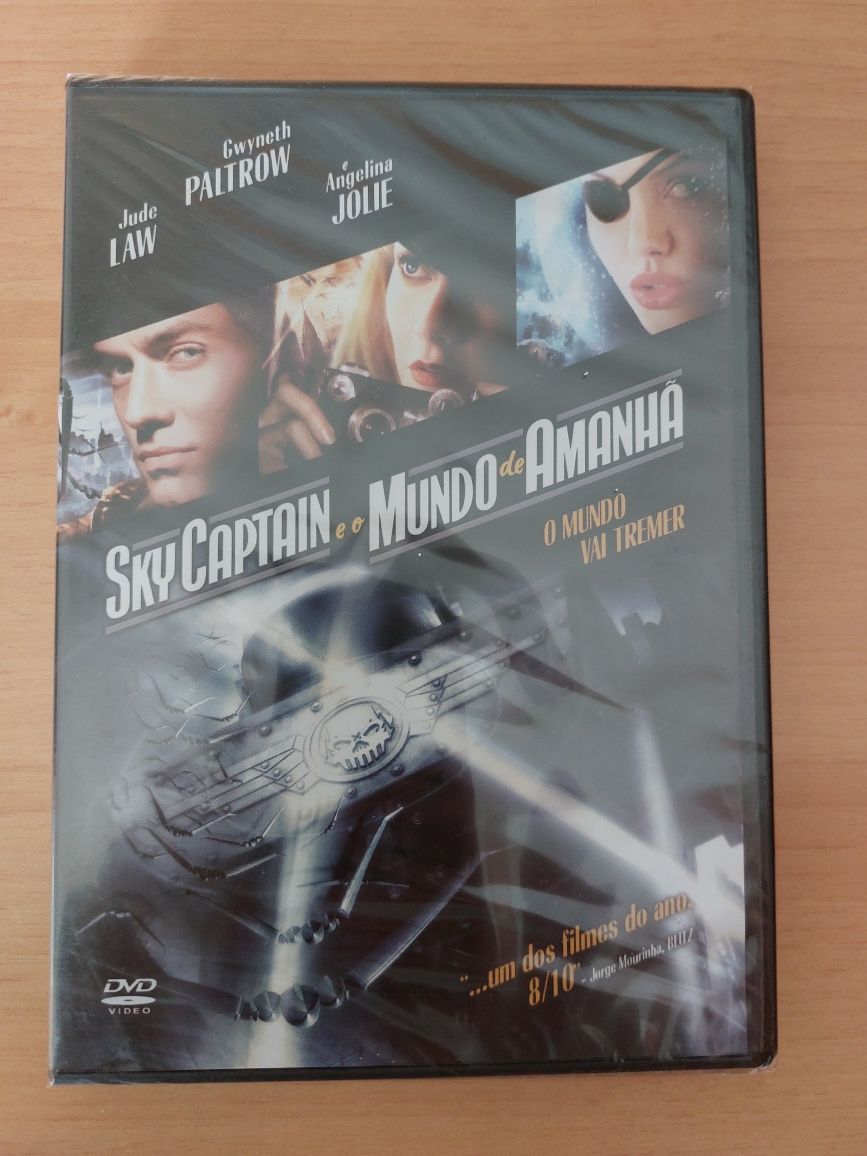 Jude
LAW
Gwyneth
PALTROW
e
Angelina
JOLIE
SKY CAPTAIN e o MUNDO de AMANHÃ
O MUNDO
VAI TREMER
"...um dos filmes do ano.
8/10" - Jorge Mourinha, BLITZ
DVD
VIDEO